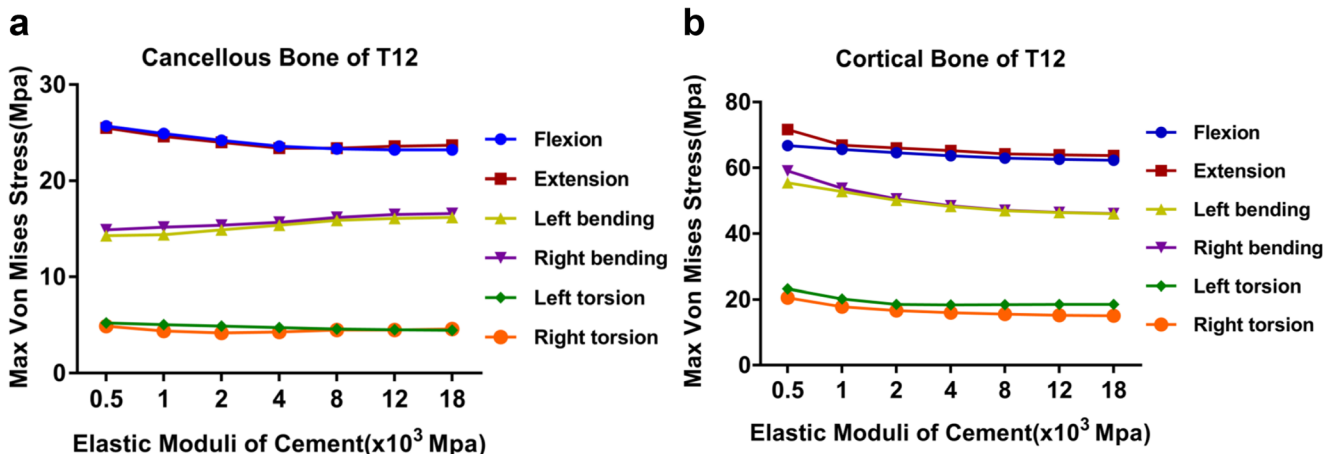 a
Cancellous Bone of T12
Max Von Mises Stress(Mpa)
30
20
10
0
0.5 1 2 4 8 12 18
Elastic Moduli of Cement(x10³ Mpa)
Flexion
Extension
Left bending
Right bending
Left torsion
Right torsion
b
Cortical Bone of T12
Max Von Mises Stress(Mpa)
80
60
40
20
0
0.5 1 2 4 8 12 18
Elastic Moduli of Cement(x10³ Mpa)
Flexion
Extension
Left bending
Right bending
Left torsion
Right torsion